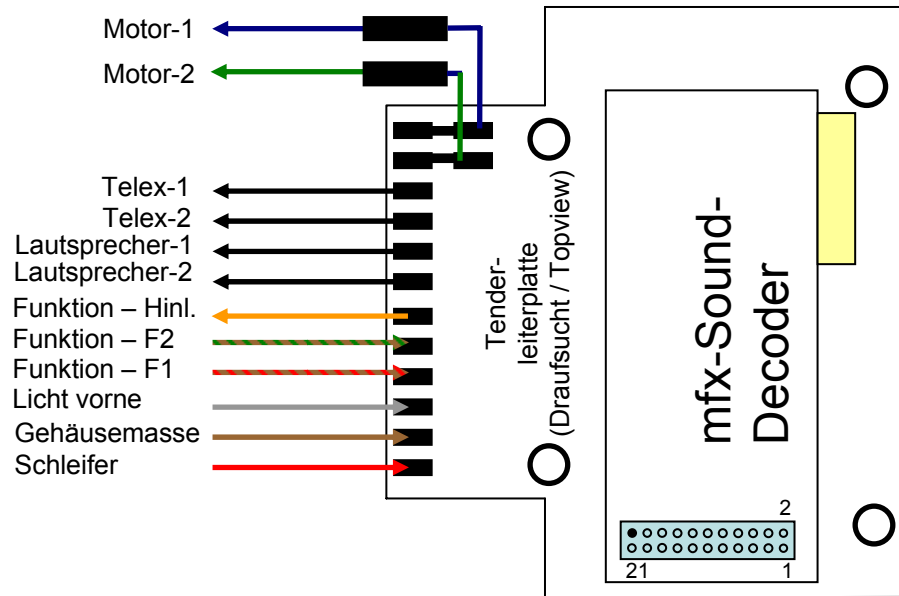 Motor-1
Motor-2
Telex-1
Telex-2
Lautsprecher-1
Lautsprecher-2
Funktion – Hinl.
Funktion – F2
Funktion – F1
Licht vorne
Gehäusemasse
Schleifer
Tender-
leiterplatte
(Draufsucht / Topview)
mfx-Sound-
Decoder
2
21
1